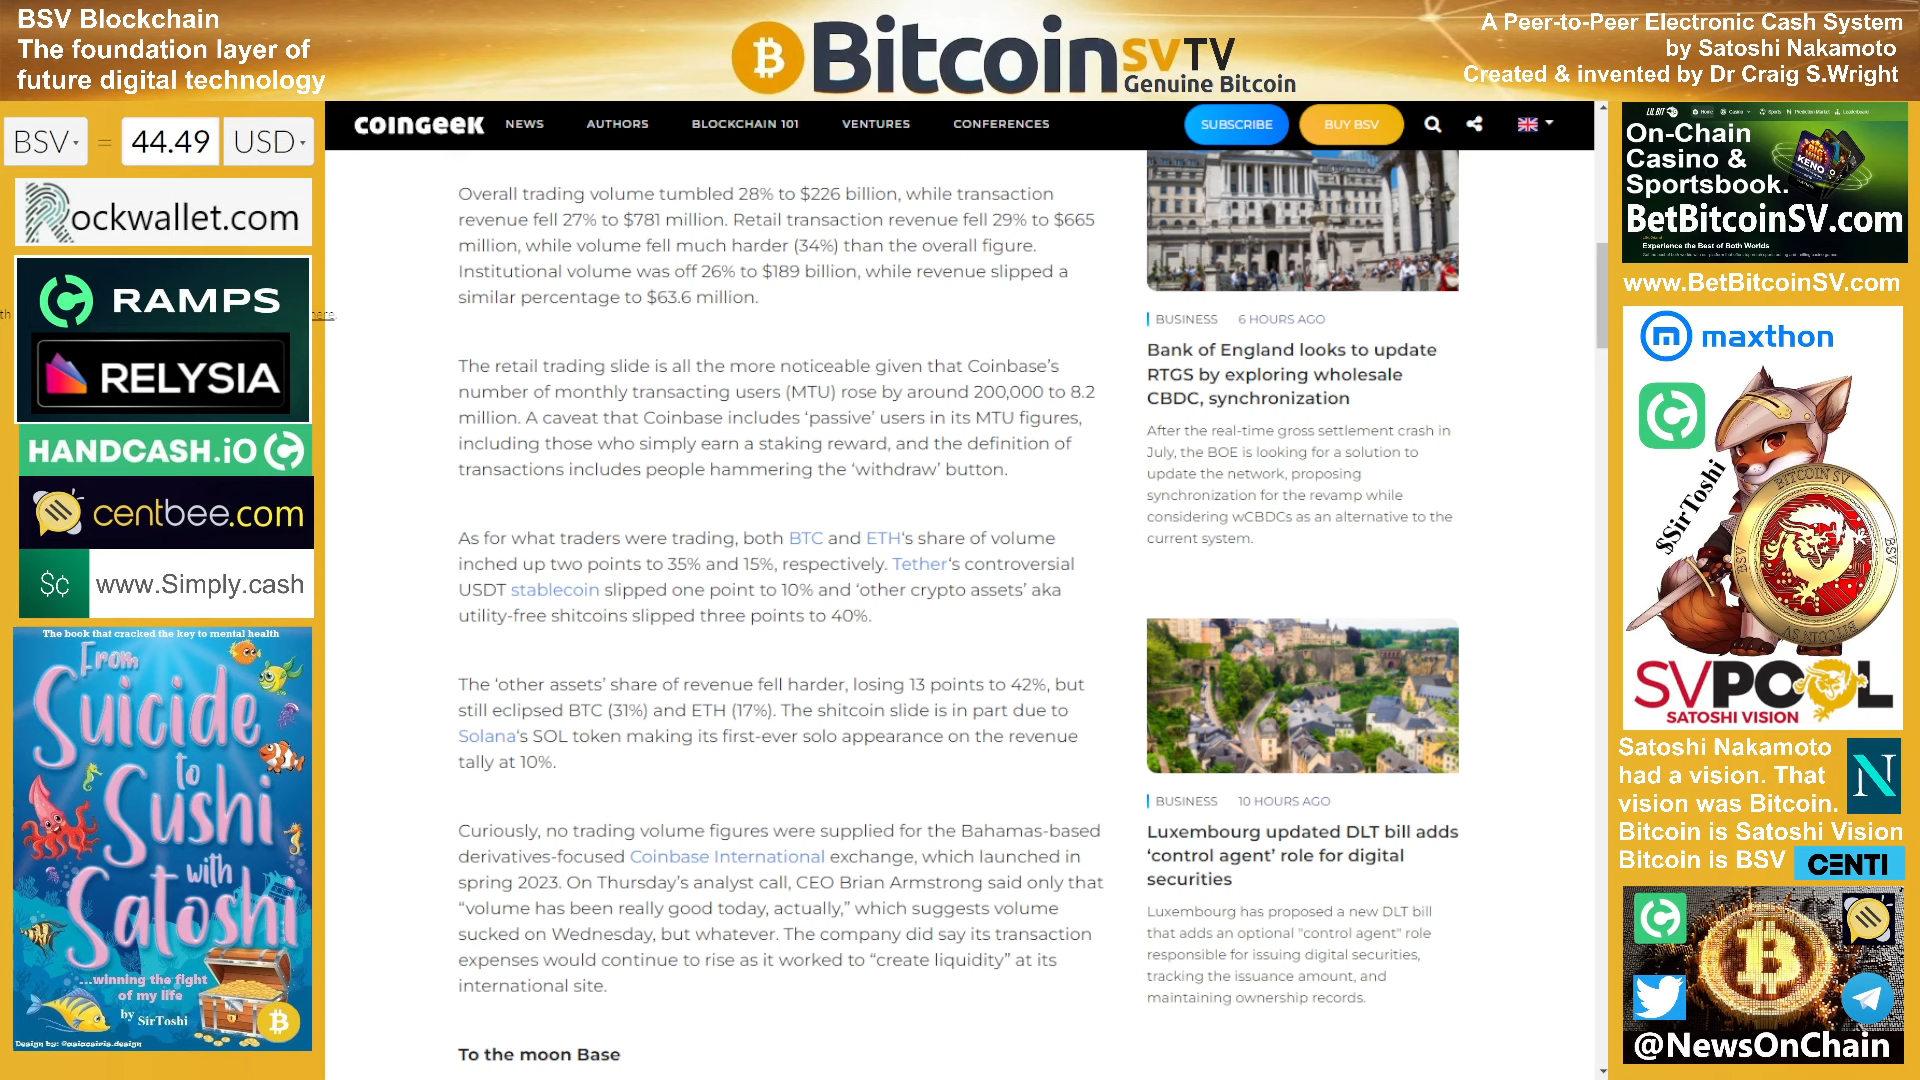 BSV Blockchain
The foundation layer of
future digital technology
Bitcoin SVTV
Genuine Bitcoin
A Peer-to-Peer Electronic Cash System
by Satoshi Nakamoto
Created & invented by Dr Craig S.Wright
BSV = 44.49 USD
Rockwallet.com
th
here.
RAMPS
RELYSIA
HANDCASH.iO
centbee.com
$¢ www.Simply.cash
The book that cracked the key to mental health
From
Suicide
to
Sushi
with
Satoshi
...winning the fight
of my life
by SirToshi
COINGEEK NEWS AUTHORS BLOCKCHAIN 101 VENTURES CONFERENCES SUBSCRIBE BUY BSV
Overall trading volume tumbled 28% to $226 billion, while transaction
revenue fell 27% to $781 million. Retail transaction revenue fell 29% to $665
million, while volume fell much harder (34%) than the overall figure.
Institutional volume was off 26% to $189 billion, while revenue slipped a
similar percentage to $63.6 million.
The retail trading slide is all the more noticeable given that Coinbase's
number of monthly transacting users (MTU) rose by around 200,000 to 8.2
million. A caveat that Coinbase includes 'passive' users in its MTU figures,
including those who simply earn a staking reward, and the definition of
transactions includes people hammering the 'withdraw' button.
As for what traders were trading, both BTC and ETH's share of volume
inched up two points to 35% and 15%, respectively. Tether's controversial
USDT stablecoin slipped one point to 10% and 'other crypto assets' aka
utility-free shitcoins slipped three points to 40%.
The 'other assets' share of revenue fell harder, losing 13 points to 42%, but
still eclipsed BTC (31%) and ETH (17%). The shitcoin slide is in part due to
Solana's SOL token making its first-ever solo appearance on the revenue
tally at 10%.
Curiously, no trading volume figures were supplied for the Bahamas-based
derivatives-focused Coinbase International exchange, which launched in
spring 2023. On Thursday's analyst call, CEO Brian Armstrong said only that
“volume has been really good today, actually,” which suggests volume
sucked on Wednesday, but whatever. The company did say its transaction
expenses would continue to rise as it worked to “create liquidity” at its
international site.
To the moon Base
BUSINESS 6 HOURS AGO
Bank of England looks to update
RTGS by exploring wholesale
CBDC, synchronization
After the real-time gross settlement crash in
July, the BOE is looking for a solution to
update the network, proposing
synchronization for the revamp while
considering wCBDCs as an alternative to the
current system.
BUSINESS 10 HOURS AGO
Luxembourg updated DLT bill adds
'control agent' role for digital
securities
Luxembourg has proposed a new DLT bill
that adds an optional "control agent" role
responsible for issuing digital securities,
tracking the issuance amount, and
maintaining ownership records.
LIL BIT Home Casino Sports Prediction Market Leaderboard
On-Chain
Casino &
Sportsbook.
KENO
BetBitcoinSV.com
Experience the Best of Both Worlds
www.BetBitcoinSV.com
maxthon
$SirToshi
BITCOIN SV
BSV
BSV
SVPOOL
SATOSHI VISION
Satoshi Nakamoto
had a vision. That
vision was Bitcoin.
Bitcoin is Satoshi Vision
Bitcoin is BSV CENTI
@NewsOnChain